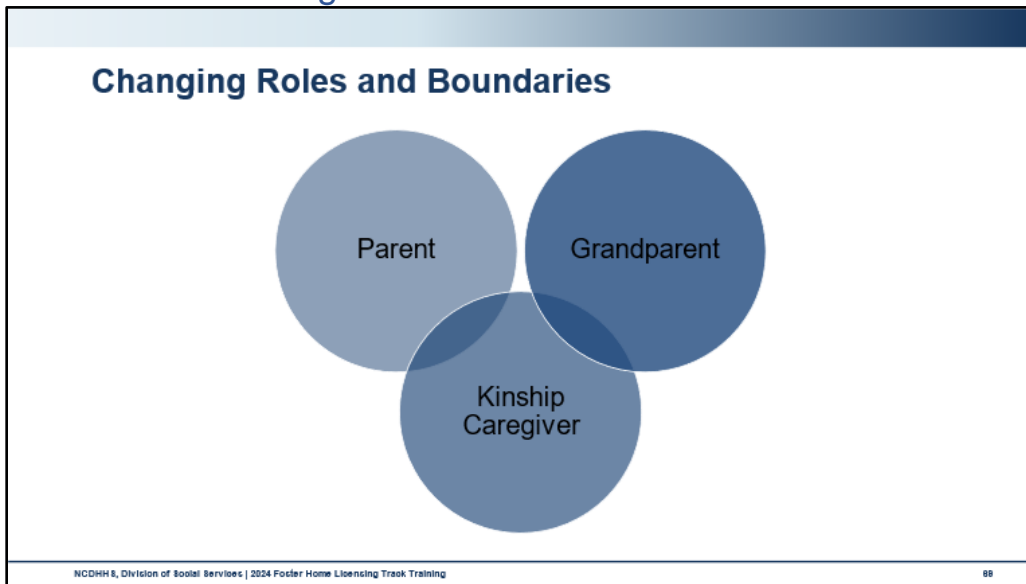 Changing Roles and Boundaries
Parent
Grandparent
Kinship
Caregiver
NCDHHS, Division of Social Services | 2024 Foster Home Licensing Track Training